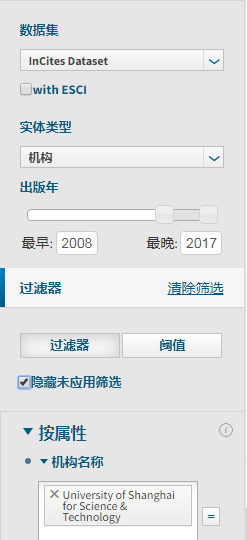 数据集
InCites Dataset
with ESCI
实体类型
机构
出版年
最早: 2008 最晚: 2017
过滤器 清除筛选
过滤器 阈值
隐藏未应用筛选
按属性
机构名称
University of Shanghai
for Science &
Technology
=